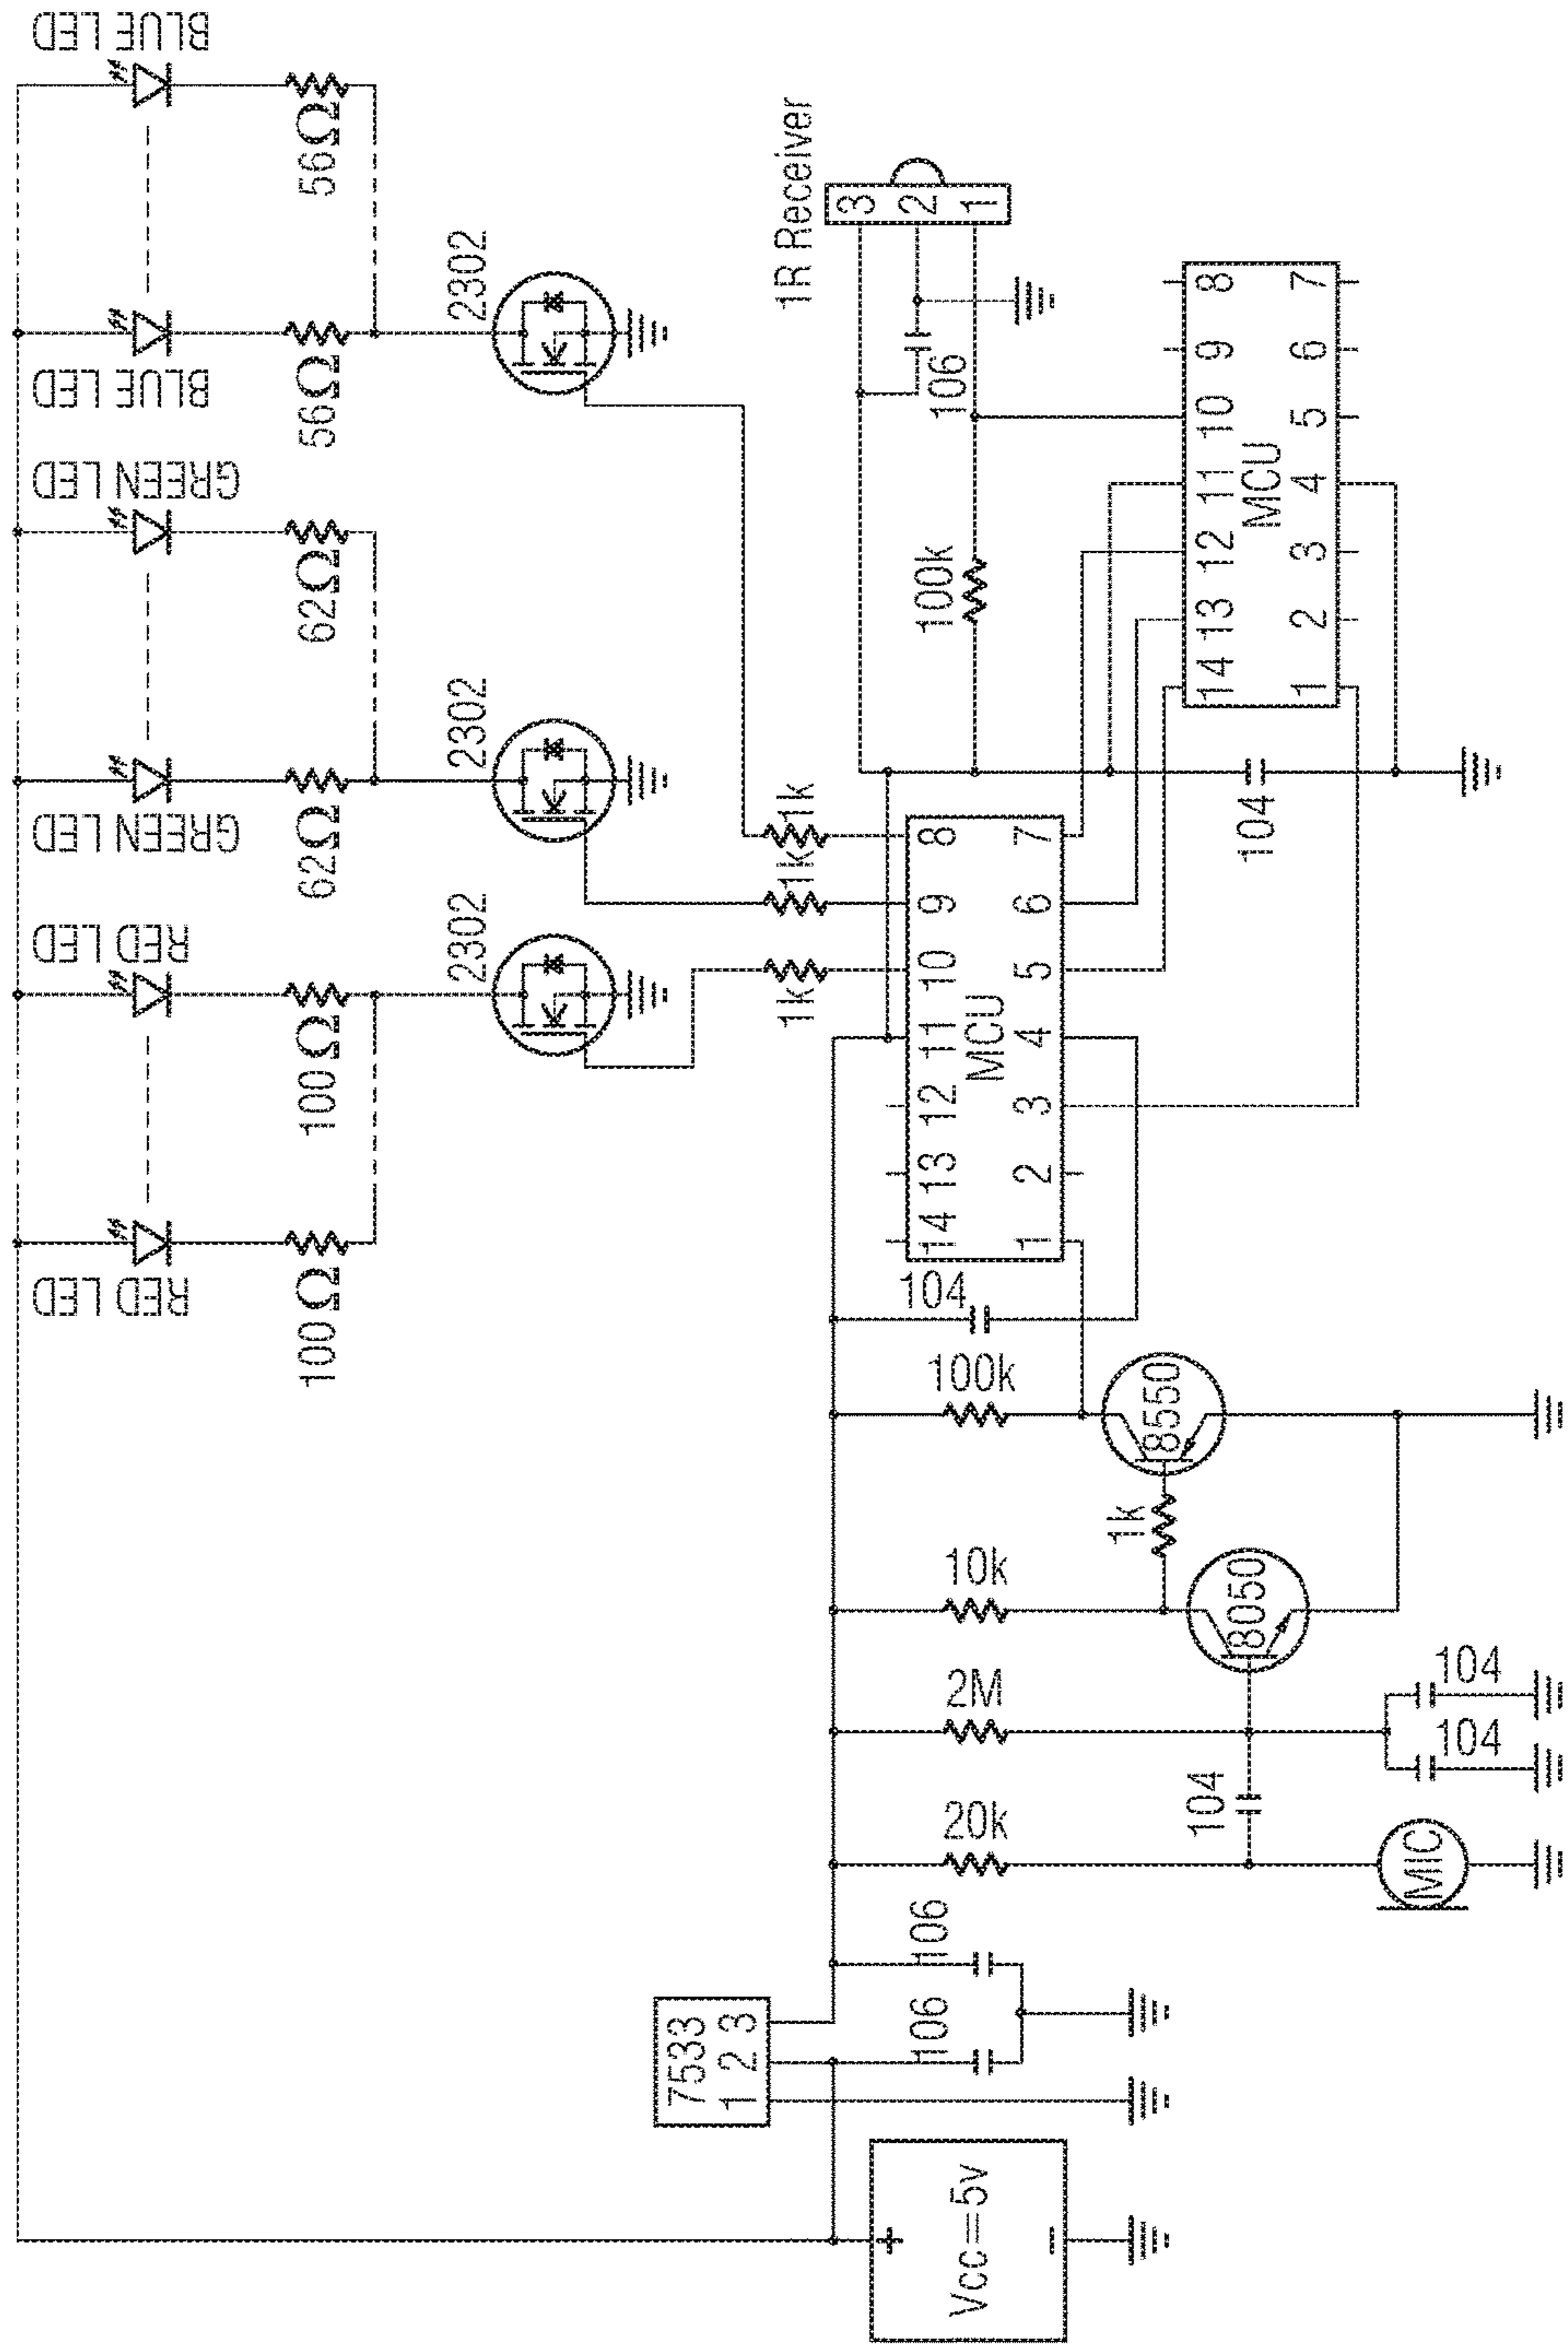 BLUE LED
BLUE LED
GREEN LED
GREEN LED
RED LED
RED LED
56Ω
56Ω
62Ω
62Ω
100Ω
100Ω
2302
2302
2302
1R Receiver
3
2
1
106
100k
1k
1k
1k
MCU
14 13 12 11 10 9 8
1 2 3 4 5 6 7
MCU
14 13 12 11 10 9 8
1 2 3 4 5 6 7
104
104
100k
8550
1k
10k
8050
2M
104
104
104
20k
MIC
106
106
7533
1 2 3
Vcc=5v
+
−